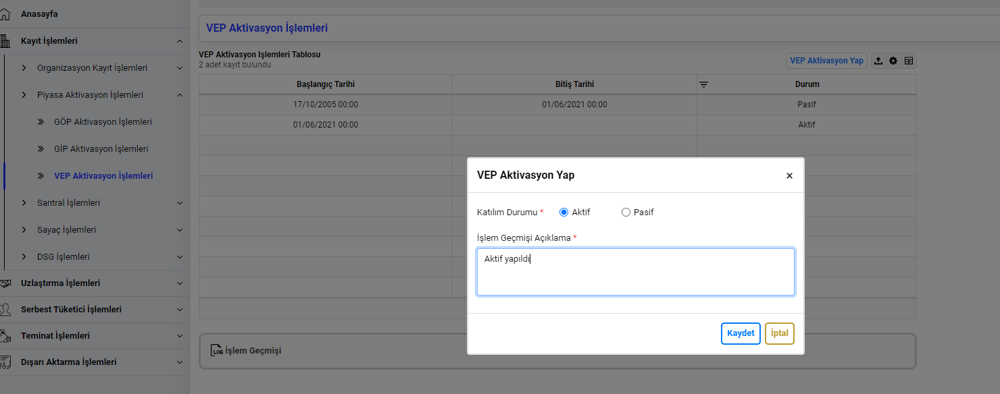 Anasayfa
Kayıt İşlemleri
Organizasyon Kayıt İşlemleri
Piyasa Aktivasyon İşlemleri
GÖP Aktivasyon İşlemleri
GİP Aktivasyon İşlemleri
VEP Aktivasyon İşlemleri
Santral İşlemleri
Sayaç İşlemleri
DSG İşlemleri
Uzlaştırma İşlemleri
Serbest Tüketici İşlemleri
Teminat İşlemleri
Dışarı Aktarma İşlemleri
VEP Aktivasyon İşlemleri
VEP Aktivasyon Işlemleri Tablosu
2 adet kayıt bulundu
VEP Aktivasyon Yap
Başlangıç Tarihi Bitiş Tarihi Durum
17/10/2005 00:00 01/06/2021 00:00 Pasif
01/06/2021 00:00 Aktif
VEP Aktivasyon Yap
×
Katılım Durumu * Aktif Pasif
İşlem Geçmişi Açıklama *
Aktif yapıldı
Kaydet İptal
LOG İşlem Geçmişi